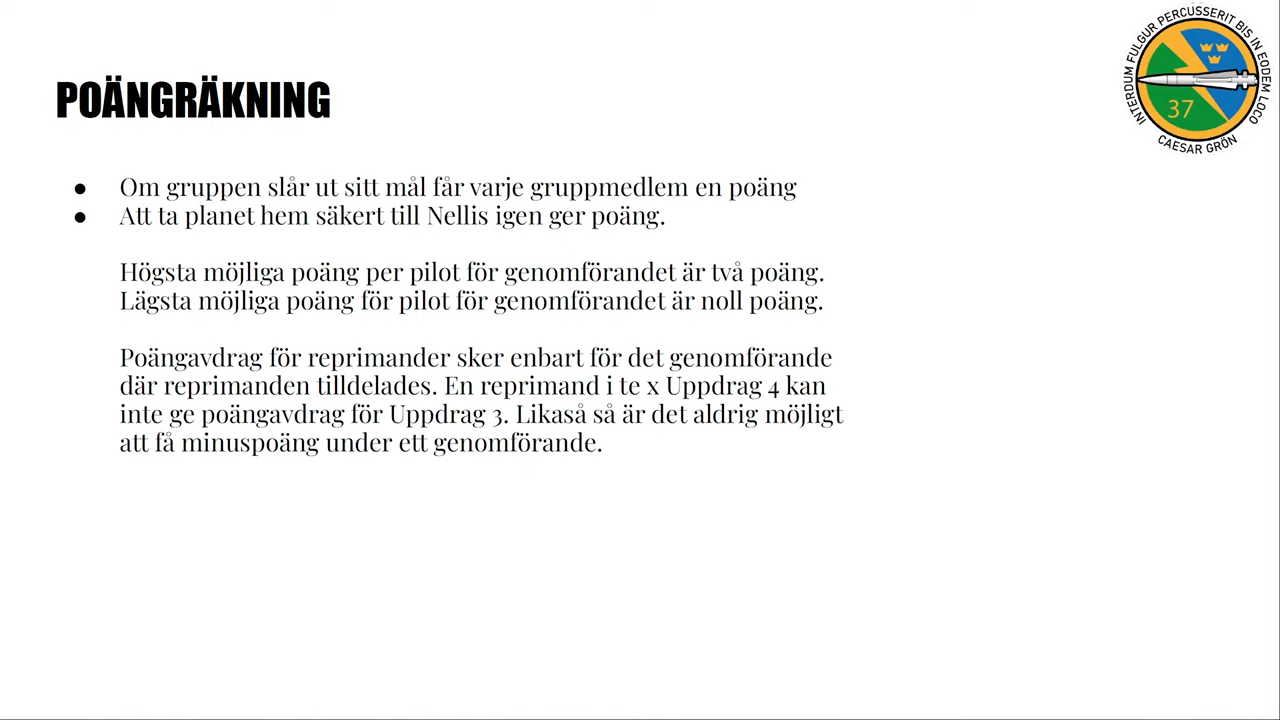 POÄNGRÄKNING
INTERDUM FULGUR PERCUSSERIT BIS IN EODEM LOCO
37
CAESAR GRÖN
● Om gruppen slår ut sitt mål får varje gruppmedlem en poäng
● Att ta planet hem säkert till Nellis igen ger poäng.
Högsta möjliga poäng per pilot för genomförandet är två poäng.
Lägsta möjliga poäng för pilot för genomförandet är noll poäng.
Poängavdrag för reprimander sker enbart för det genomförande
där reprimanden tilldelades. En reprimand i te x Uppdrag 4 kan
inte ge poängavdrag för Uppdrag 3. Likaså så är det aldrig möjligt
att få minuspoäng under ett genomförande.